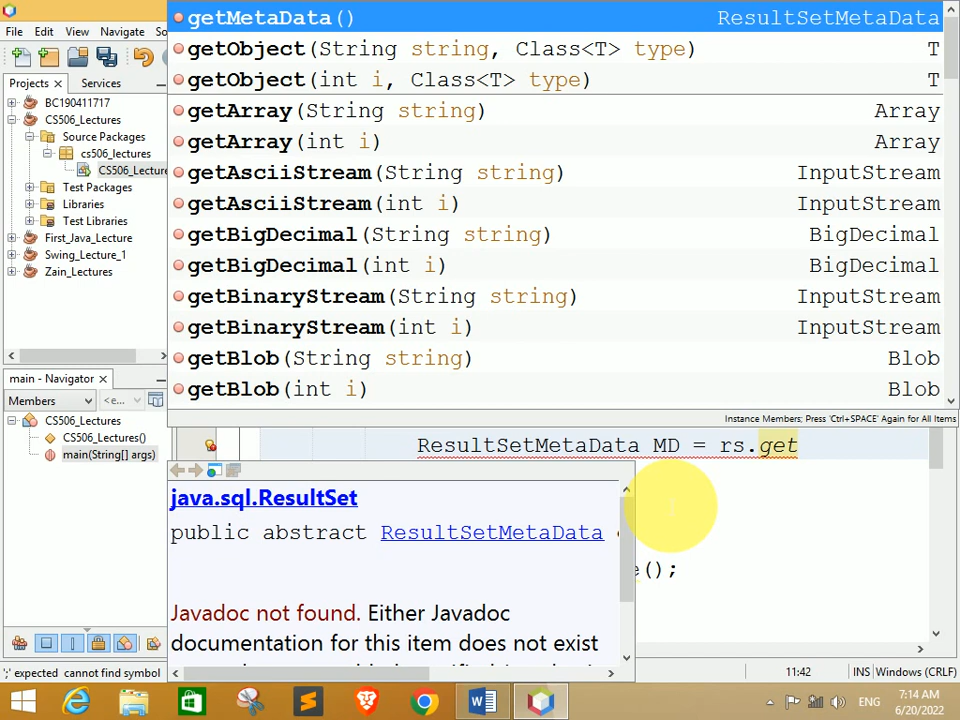 getMetaData() ResultSetMetaData
getObject(String string, Class<T> type) T
getObject(int i, Class<T> type) T
getArray(String string) Array
getArray(int i) Array
getAsciiStream(String string) InputStream
getAsciiStream(int i) InputStream
getBigDecimal(String string) BigDecimal
getBigDecimal(int i) BigDecimal
getBinaryStream(String string) InputStream
getBinaryStream(int i) InputStream
getBlob(String string) Blob
getBlob(int i) Blob
Instance Members; Press 'Ctrl+SPACE' Again for All Items
File Edit View Navigate So
Projects Services
BC190411717
CS506_Lectures
Source Packages
cs506_lectures
CS506_Lecture
Test Packages
Libraries
Test Libraries
First_Java_Lecture
Swing_Lecture_1
Zain_Lectures
main - Navigator
Members <e...
CS506_Lectures
CS506_Lectures()
main(String[] args)
ResultSetMetaData MD = rs.get
java.sql.ResultSet
public abstract ResultSetMetaData
e();
Javadoc not found. Either Javadoc
documentation for this item does not exist
';' expected cannot find symbol
11:42 INS Windows (CRLF)
ENG 7:14 AM
6/20/2022